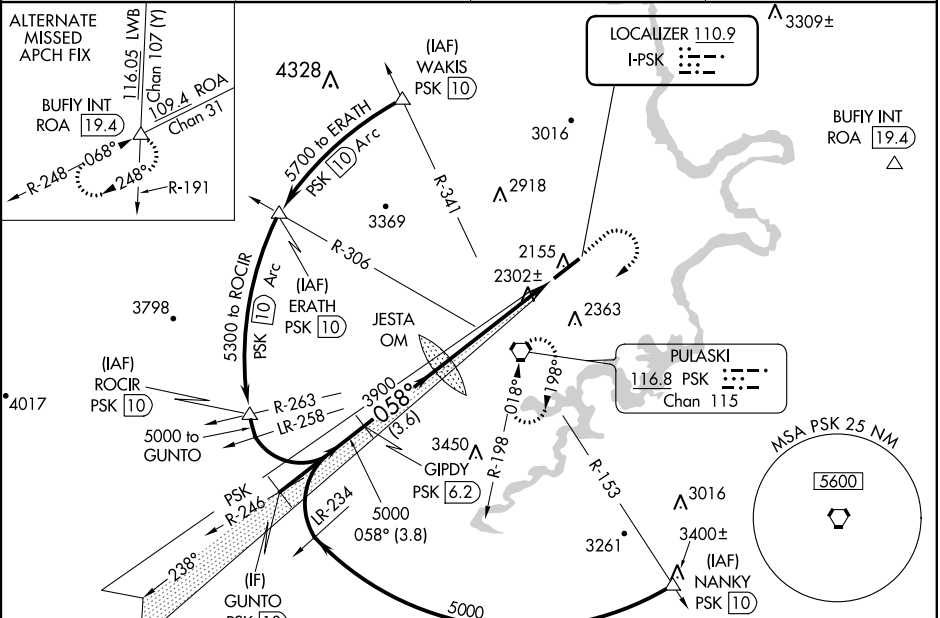 ALTERNATE
MISSED
APCH FIX
116.05 LWB
Chan 107 (Y)
109.4 ROA
Chan 31
BUFIY INT
ROA 19.4
R-248
068°
248°
R-191
4328
(IAF)
WAKIS
PSK 10
LOCALIZER 110.9
I-PSK
3309±
3016
BUFIY INT
ROA 19.4
5700 to ERATH
PSK 10 Arc
R-341
2918
3369
R-306
2155
2302±
2363
(IAF)
ERATH
PSK 10
5300 to ROCIR
PSK 10 Arc
3798
JESTA
OM
PULASKI
116.8 PSK
Chan 115
(IAF)
ROCIR
PSK 10
4017
R-263
LR-258
3900
058°
(3.6)
018°
198°
R-198
5000 to
GUNTO
3450
GIPDY
PSK 6.2
R-153
MSA PSK 25 NM
5600
PSK
R-246
LR-234
5000
058° (3.8)
3016
3400±
3261
238°
(IF)
GUNTO
PSK 10
(IAF)
NANKY
PSK 10
5000